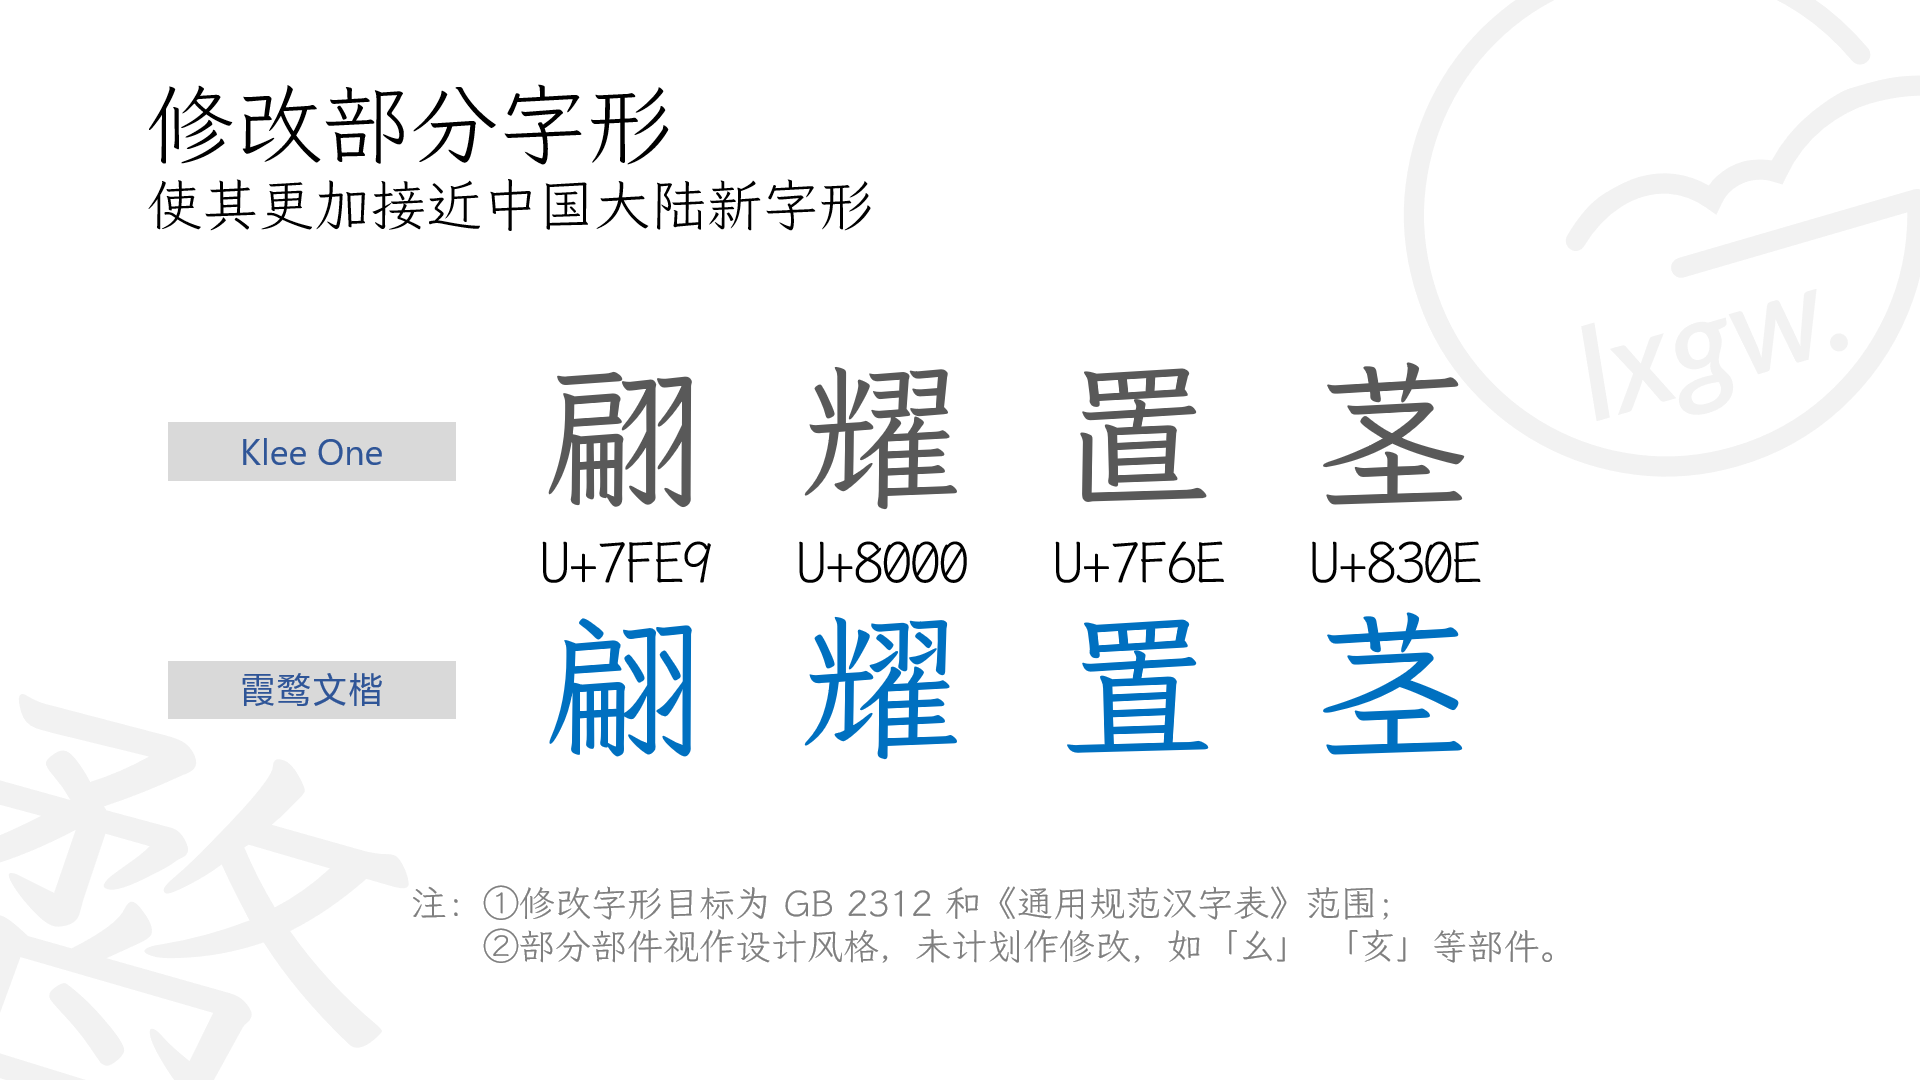 修改部分字形
使其更加接近中国大陆新字形
lxgw.
Klee One
翩 耀 置 茎
U+7FE9 U+8000 U+7F6E U+830E
霞鹜文楷
翩 耀 置 茎
鹜
注：①修改字形目标为 GB 2312 和《通用规范汉字表》范围；
②部分部件视作设计风格，未计划作修改，如「幺」「亥」等部件。